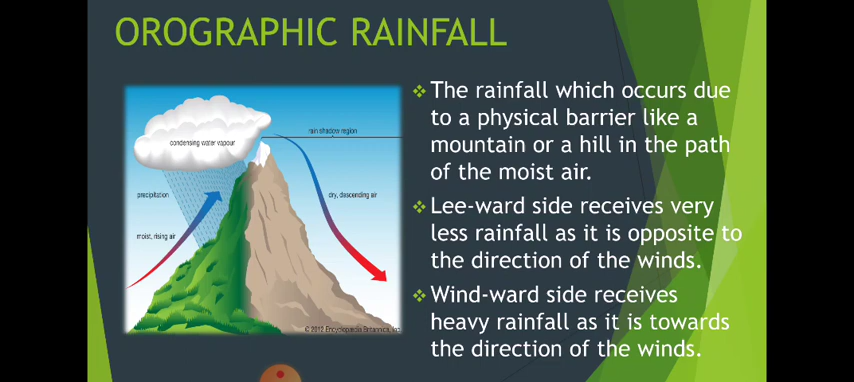 OROGRAPHIC RAINFALL
condensing water vapour
rain shadow region
precipitation
dry, descending air
moist, rising air
© 2012 Encyclopædia Britannica, Inc.
The rainfall which occurs due
to a physical barrier like a
mountain or a hill in the path
of the moist air.
Lee-ward side receives very
less rainfall as it is opposite to
the direction of the winds.
Wind-ward side receives
heavy rainfall as it is towards
the direction of the winds.